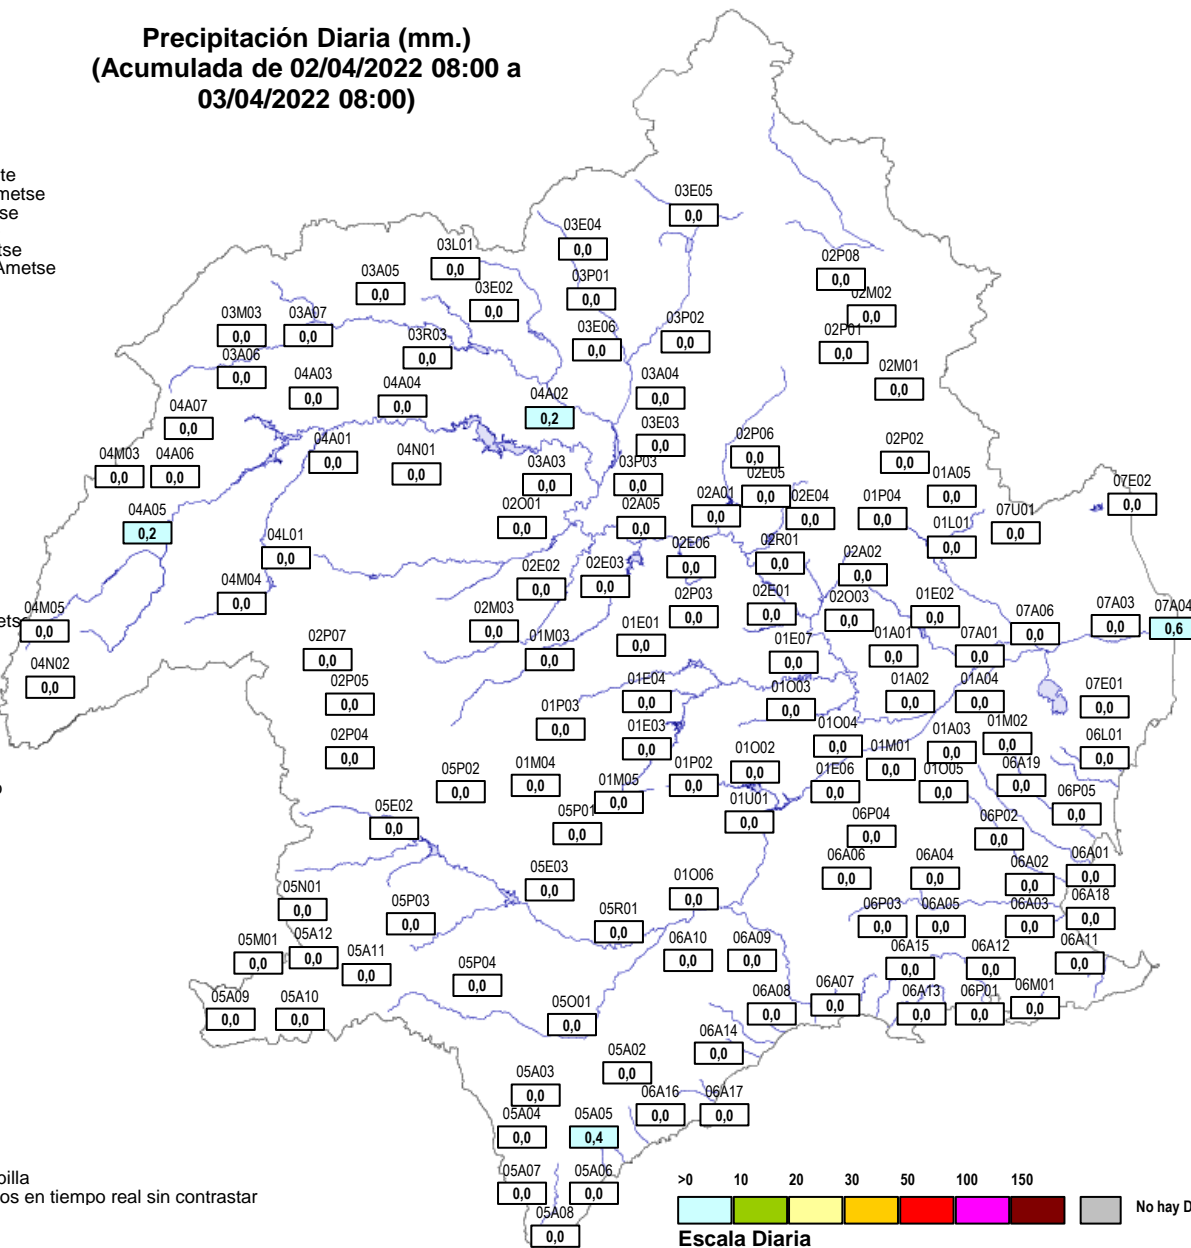 Precipitación Diaria (mm.)
(Acumulada de 02/04/2022 08:00 a
03/04/2022 08:00)
te
metse
se
tse
Ametse
03E05
0,0
03E04
0,0
03L01
0,0
02P08
0,0
03A05
0,0
03P01
0,0
03E02
0,0
02M02
0,0
03M03
0,0
03A07
0,0
03P02
0,0
03E06
0,0
02P01
0,0
03R03
0,0
03A06
0,0
02M01
0,0
04A03
0,0
04A04
0,0
03A04
0,0
04A02
0,2
04A07
0,0
03E03
0,0
04A01
0,0
02P06
0,0
02P02
0,0
04M03
0,0
04A06
0,0
04N01
0,0
03A03
0,0
03P03
0,0
02E05
0,0
01A05
0,0
07E02
0,0
02A01
0,0
02E04
0,0
01P04
0,0
04A05
0,2
02O01
0,0
02A05
0,0
01L01
0,0
07U01
0,0
04L01
0,0
02E06
0,0
02R01
0,0
02A02
0,0
02E02
0,0
02E03
0,0
04M04
0,0
02P03
0,0
02E01
0,0
02O03
0,0
01E02
0,0
07A03
0,0
07A04
0,6
ets
04M05
0,0
02M03
0,0
01E01
0,0
07A06
0,0
02P07
0,0
01M03
0,0
01E07
0,0
01A01
0,0
07A01
0,0
04N02
0,0
02P05
0,0
01E04
0,0
01O03
0,0
01A02
0,0
01A04
0,0
07E01
0,0
01P03
0,0
01E03
0,0
01O04
0,0
01A03
0,0
01M02
0,0
06L01
0,0
02P04
0,0
01M01
0,0
05P02
0,0
01M04
0,0
01M05
0,0
01P02
0,0
01O02
0,0
01E06
0,0
01O05
0,0
06A19
0,0
06P05
0,0
05E02
0,0
05P01
0,0
01U01
0,0
06P04
0,0
06P02
0,0
05E03
0,0
01O06
0,0
06A06
0,0
06A04
0,0
06A02
0,0
06A01
0,0
05N01
0,0
05P03
0,0
05R01
0,0
06P03
0,0
06A05
0,0
06A03
0,0
06A18
0,0
05M01
0,0
05A12
0,0
05A11
0,0
05P04
0,0
06A10
0,0
06A09
0,0
06A15
0,0
06A12
0,0
06A11
0,0
05A09
0,0
05A10
0,0
05O01
0,0
06A08
0,0
06A07
0,0
06A13
0,0
06P01
0,0
06M01
0,0
06A14
0,0
05A02
0,0
05A03
0,0
06A16
0,0
06A17
0,0
05A04
0,0
05A05
0,4
05A07
0,0
05A06
0,0
05A08
0,0
pilla
os en tiempo real sin contrastar
>0 10 20 30 50 100 150
No hay D
Escala Diaria